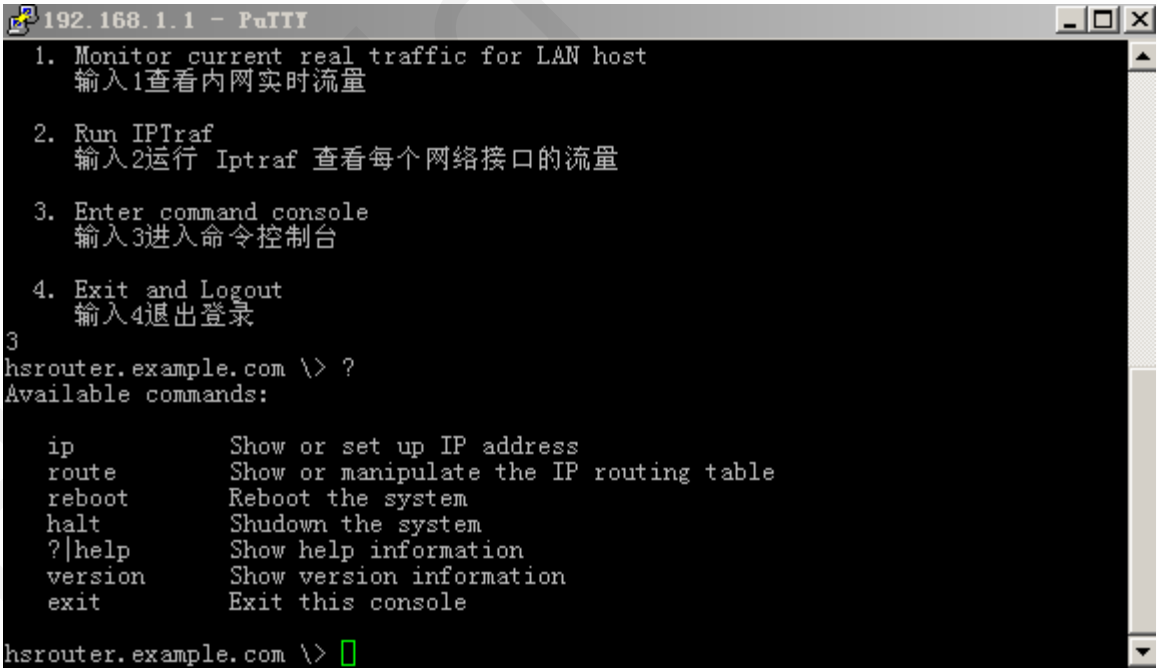 192.168.1.1 - PuTTY
1. Monitor current real traffic for LAN host
输入1查看内网实时流量
2. Run IPTraf
输入2运行 Iptraf 查看每个网络接口的流量
3. Enter command console
输入3进入命令控制台
4. Exit and Logout
输入4退出登录
3
hsrouter.example.com \> ?
Available commands:
ip Show or set up IP address
route Show or manipulate the IP routing table
reboot Reboot the system
halt Shudown the system
?|help Show help information
version Show version information
exit Exit this console
hsrouter.example.com \>